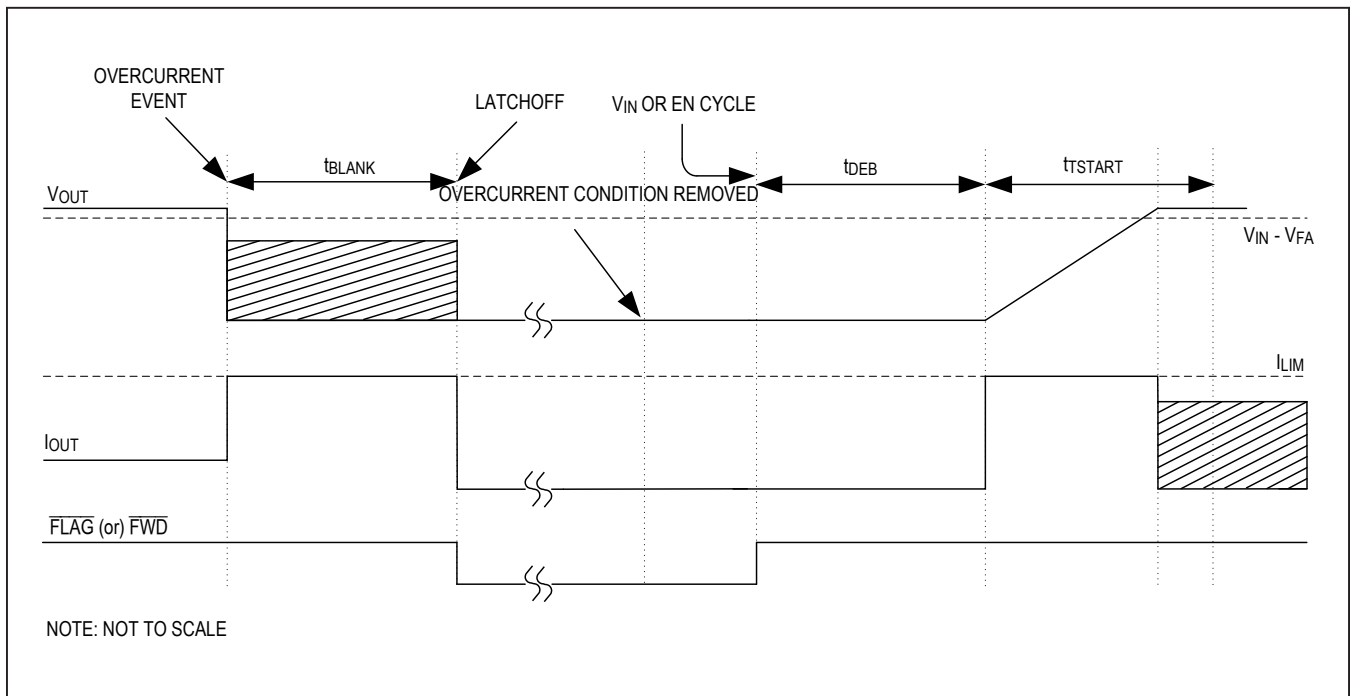 OVERCURRENT
EVENT
LATCHOFF
VIN OR EN CYCLE
tBLANK
tDEB
tTSTART
OVERCURRENT CONDITION REMOVED
VOUT
VIN - VFA
ILIM
IOUT
FLAG (or) FWD
NOTE: NOT TO SCALE